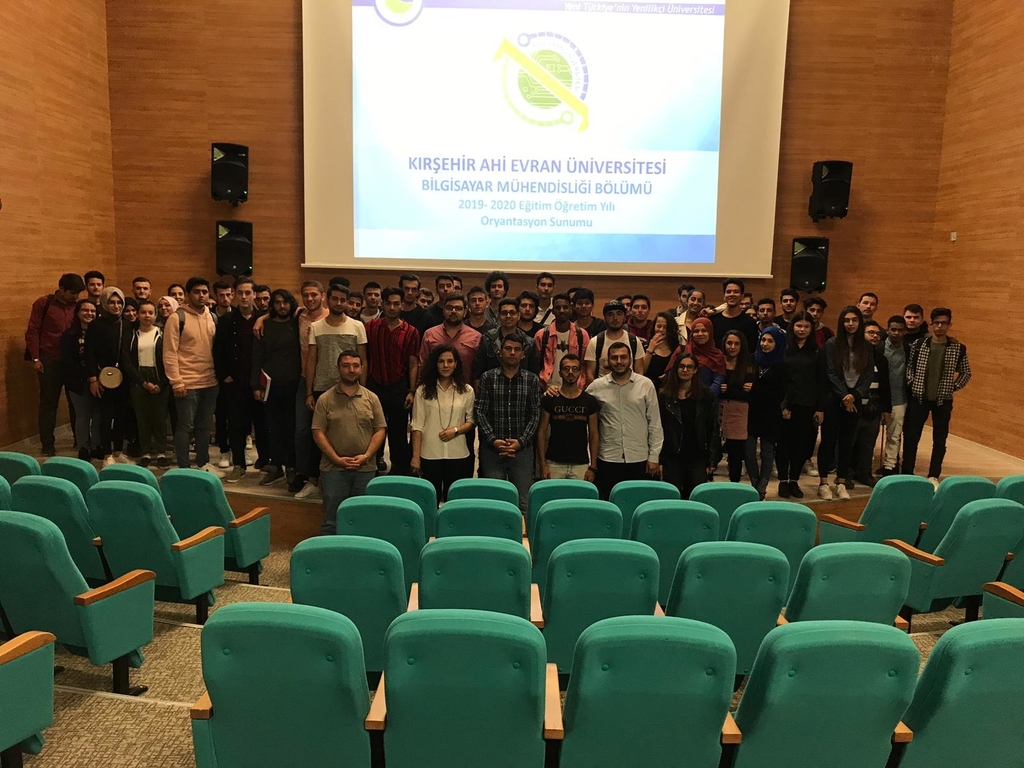 Yeni Türkiye'nin Yenilikçi Üniversitesi
KIRŞEHİR AHİ EVRAN ÜNİVERSİTESİ
BİLGİSAYAR MÜHENDİSLİĞİ BÖLÜMÜ
2019- 2020 Eğitim Öğretim Yılı
Oryantasyon Sunumu
GUCCI